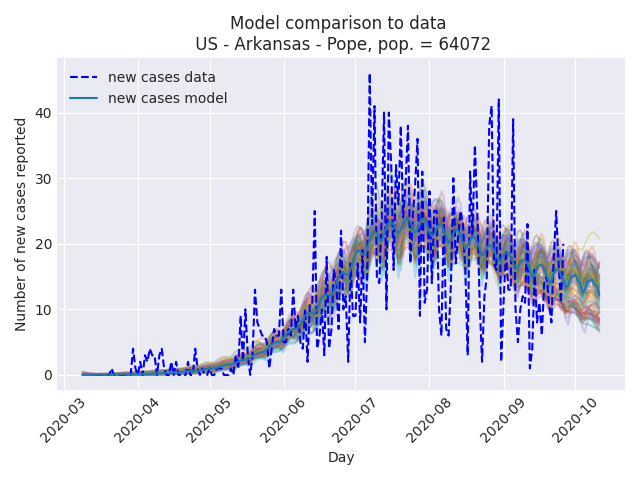 Model comparison to data
US - Arkansas - Pope, pop. = 64072
new cases data
new cases model
Number of new cases reported
40
30
20
10
0
2020-03
2020-04
2020-05
2020-06
2020-07
2020-08
2020-09
2020-10
Day